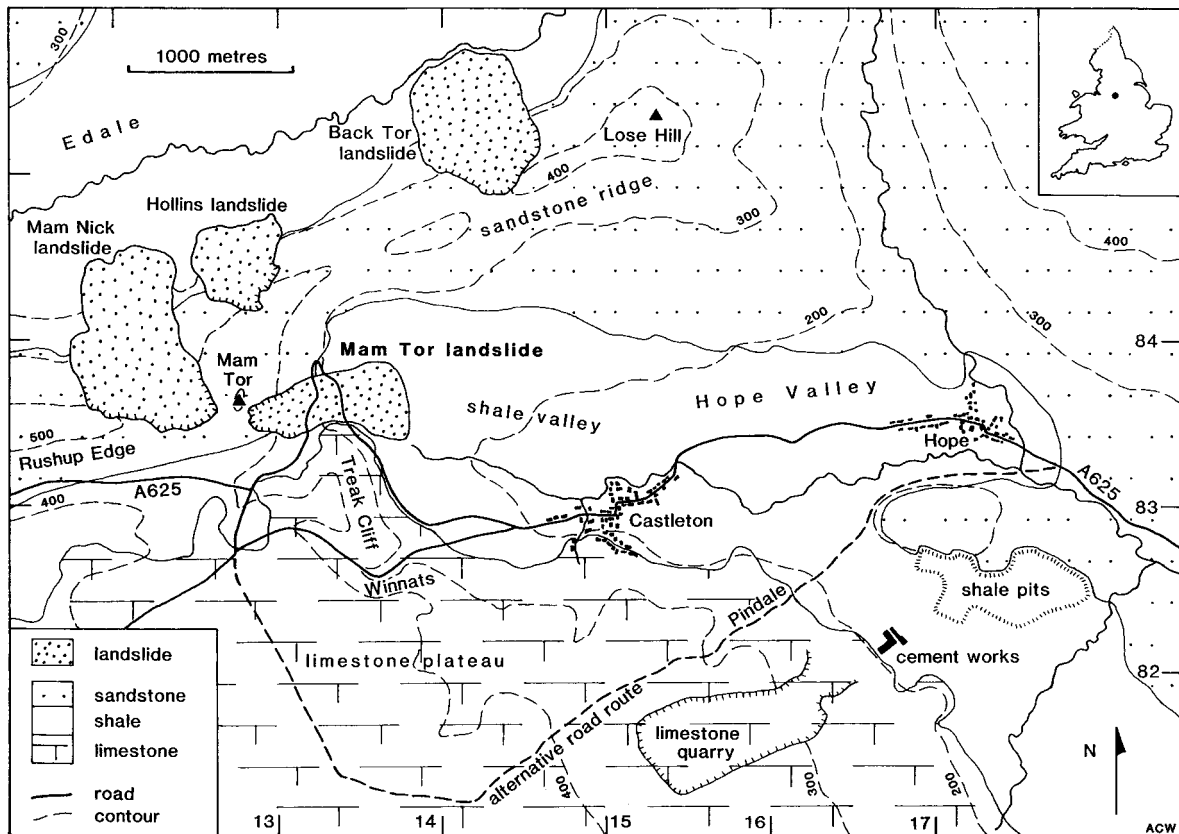 300
1000 metres
Edale
Back Tor
landslide
Lose Hill
400
sandstone ridge
300
400
Hollins landslide
Mam Nick
landslide
300
200
84
Mam
Tor
Mam Tor landslide
Hope Valley
shale valley
500
Rushup Edge
Hope
400
A625
Treak Cliff
Castleton
A625
83
Winnats
Pindale
shale pits
landslide
limestone plateau
cement works
82
sandstone
shale
limestone
alternative road route
limestone
quarry
N
road
contour
13
14
400
15
16
300
17
200
ACW